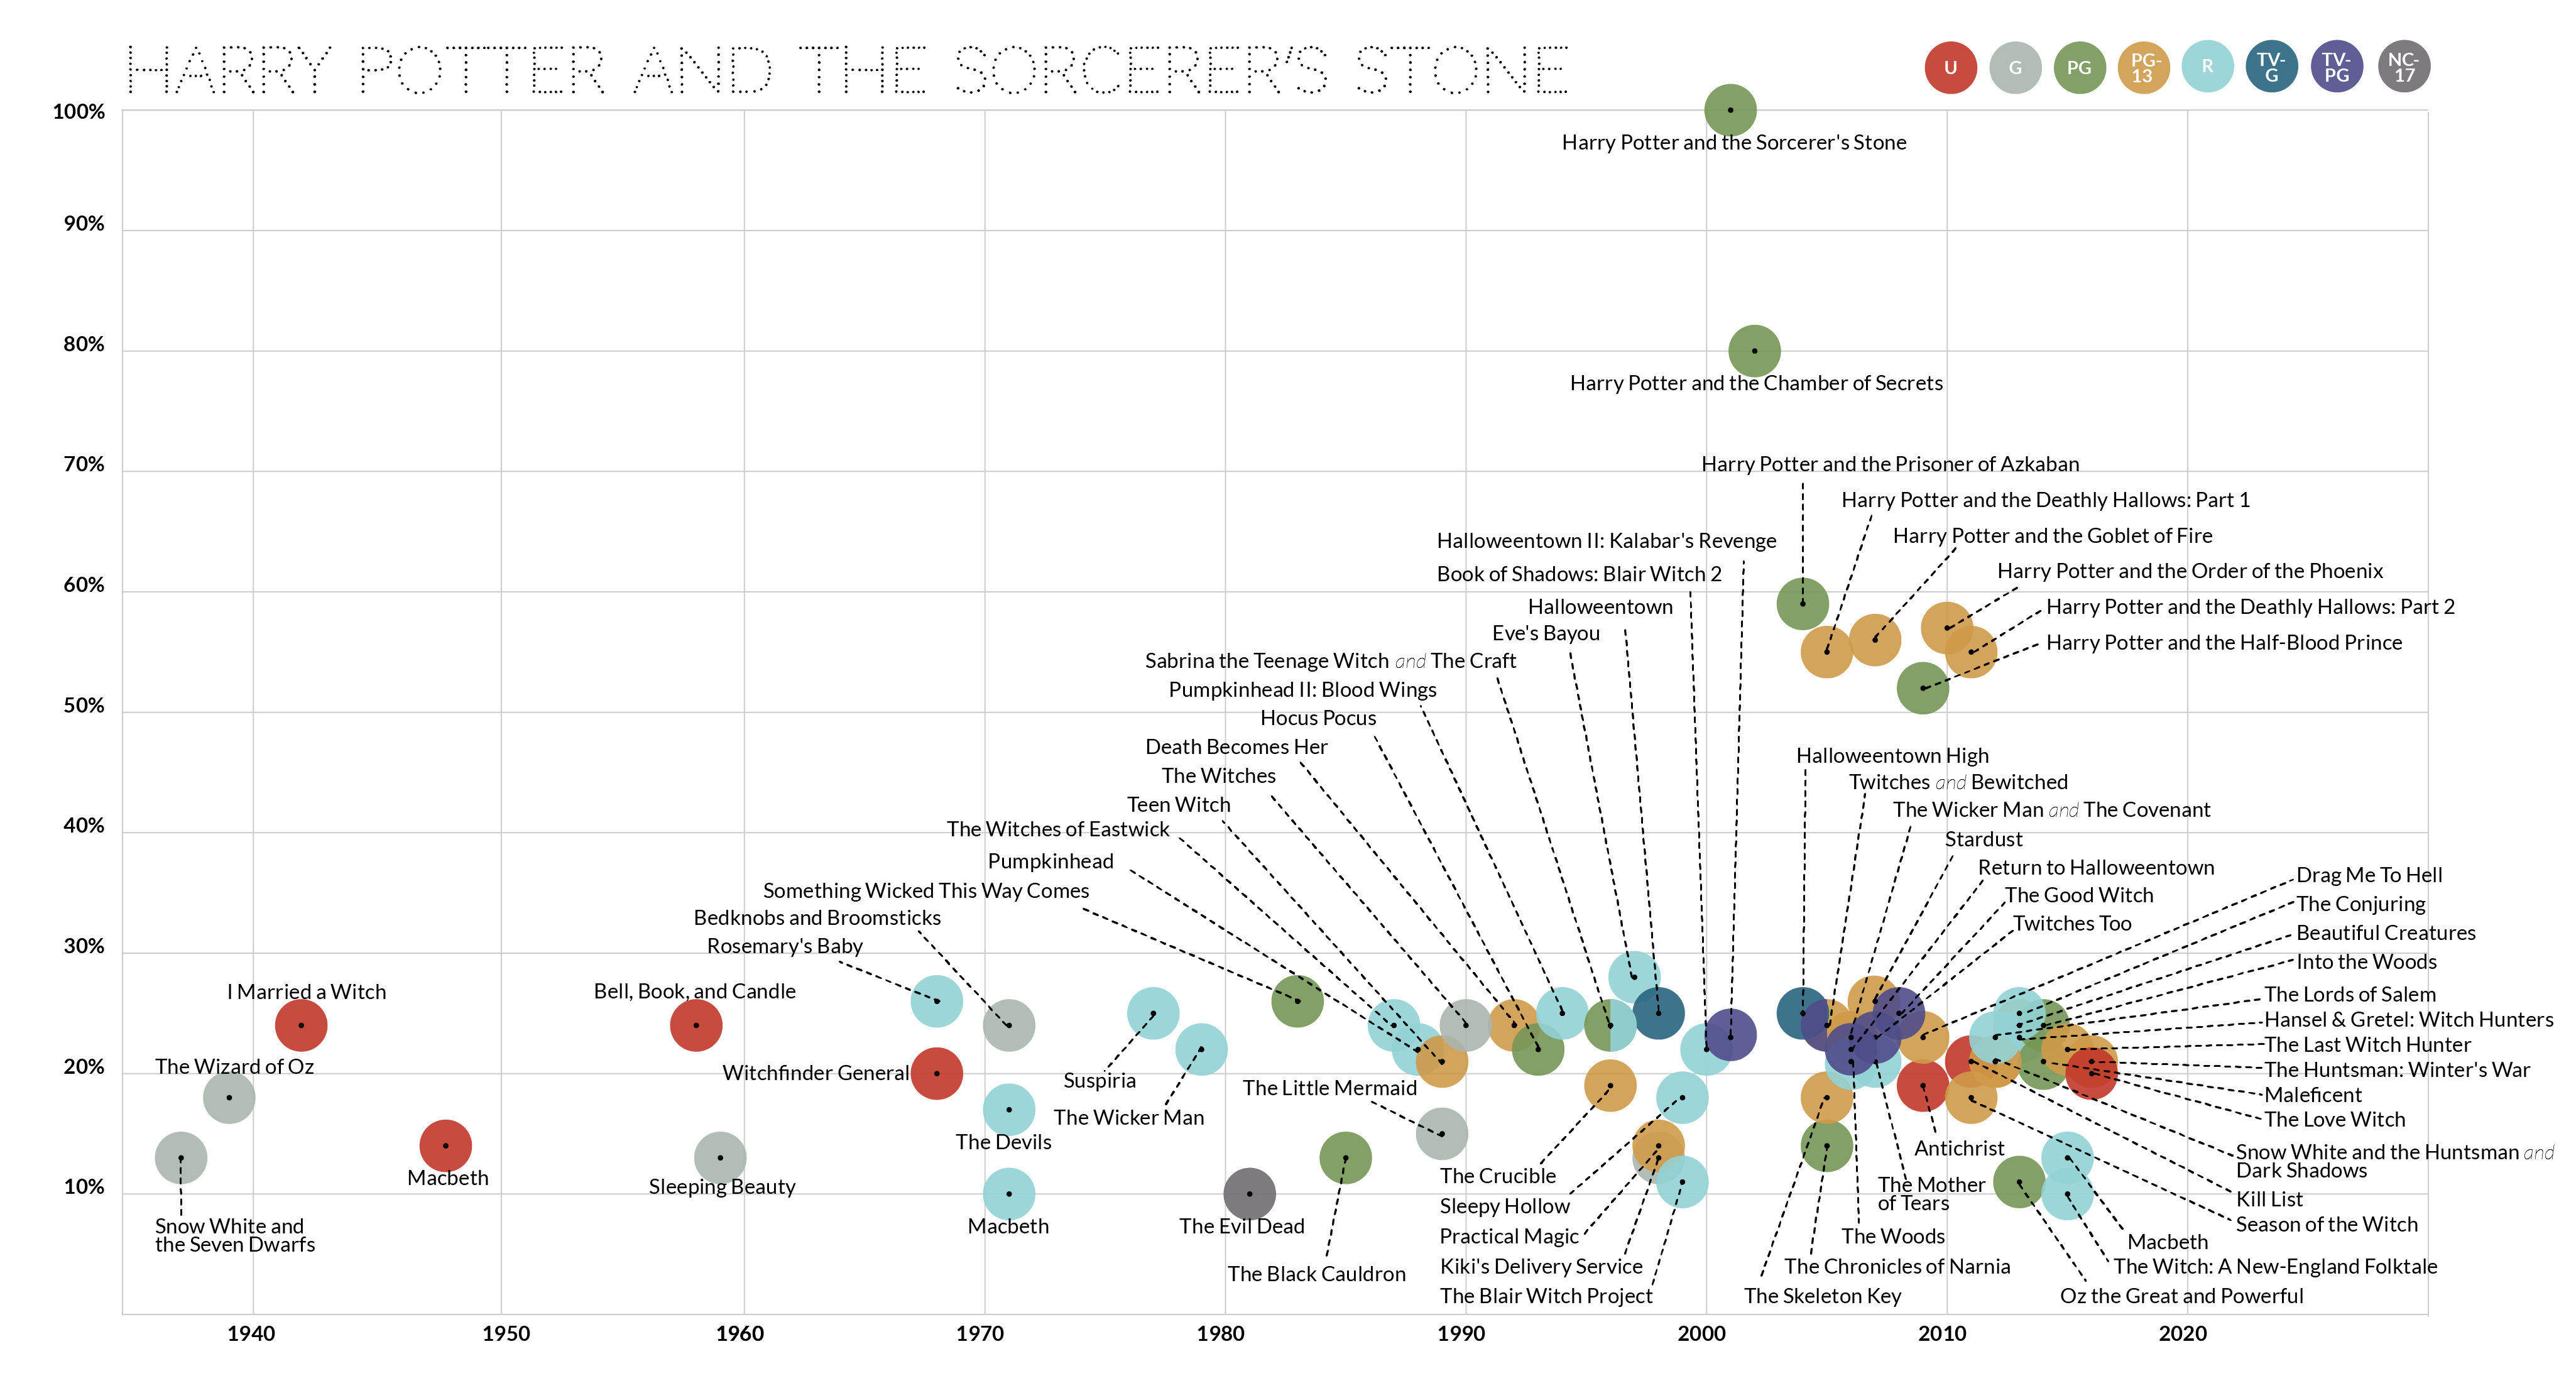 HARRY POTTER AND THE SORCERER'S STONE
U
G
PG
PG-
13
R
TV-
G
TV-
PG
NC-
17
100%
Harry Potter and the Sorcerer's Stone
90%
80%
Harry Potter and the Chamber of Secrets
70%
Harry Potter and the Prisoner of Azkaban
Harry Potter and the Deathly Hallows: Part 1
Harry Potter and the Goblet of Fire
Halloweentown II: Kalabar's Revenge
Harry Potter and the Order of the Phoenix
Book of Shadows: Blair Witch 2
60%
Halloweentown
Harry Potter and the Deathly Hallows: Part 2
Eve's Bayou
Harry Potter and the Half-Blood Prince
Sabrina the Teenage Witch and The Craft
Pumpkinhead II: Blood Wings
50%
Hocus Pocus
Death Becomes Her
Halloweentown High
The Witches
Twitches and Bewitched
Teen Witch
The Wicker Man and The Covenant
40%
The Witches of Eastwick
Stardust
Pumpkinhead
Return to Halloweentown
Drag Me To Hell
Something Wicked This Way Comes
The Good Witch
The Conjuring
Bedknobs and Broomsticks
Twitches Too
Beautiful Creatures
30%
Rosemary's Baby
Into the Woods
I Married a Witch
Bell, Book, and Candle
The Lords of Salem
Hansel & Gretel: Witch Hunters
The Last Witch Hunter
20%
The Wizard of Oz
Witchfinder General
Suspiria
The Little Mermaid
The Huntsman: Winter's War
Maleficent
The Wicker Man
The Love Witch
The Devils
Antichrist
Snow White and the Huntsman and
Dark Shadows
Macbeth
The Crucible
10%
Sleeping Beauty
The Mother
of Tears
Kill List
Sleepy Hollow
Snow White and
the Seven Dwarfs
Macbeth
The Evil Dead
Season of the Witch
Practical Magic
The Woods
Macbeth
The Black Cauldron
Kiki's Delivery Service
The Chronicles of Narnia
The Witch: A New-England Folktale
The Blair Witch Project
The Skeleton Key
Oz the Great and Powerful
1940
1950
1960
1970
1980
1990
2000
2010
2020